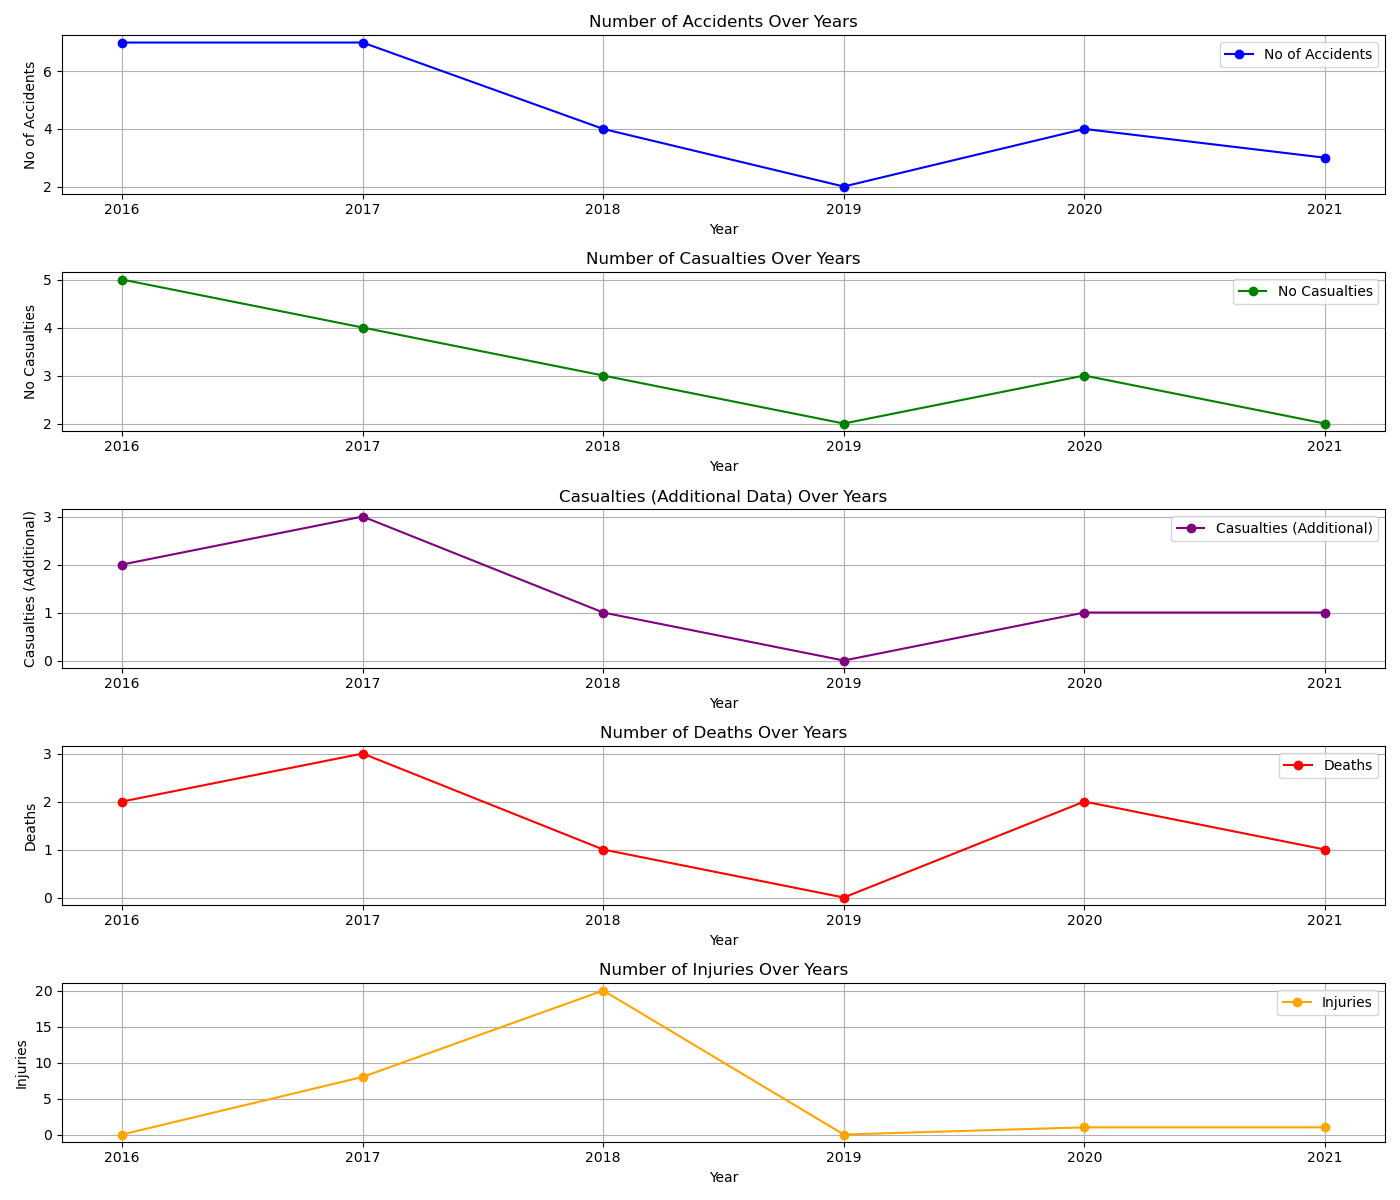 Number of Accidents Over Years
No of Accidents
No of Accidents
6
4
2
2016 2017 2018 2019 2020 2021
Year
Number of Casualties Over Years
No Casualties
No Casualties
5
4
3
2
2016 2017 2018 2019 2020 2021
Year
Casualties (Additional Data) Over Years
Casualties (Additional)
Casualties (Additional)
3
2
1
0
2016 2017 2018 2019 2020 2021
Year
Number of Deaths Over Years
Deaths
Deaths
3
2
1
0
2016 2017 2018 2019 2020 2021
Year
Number of Injuries Over Years
Injuries
Injuries
20
15
10
5
0
2016 2017 2018 2019 2020 2021
Year